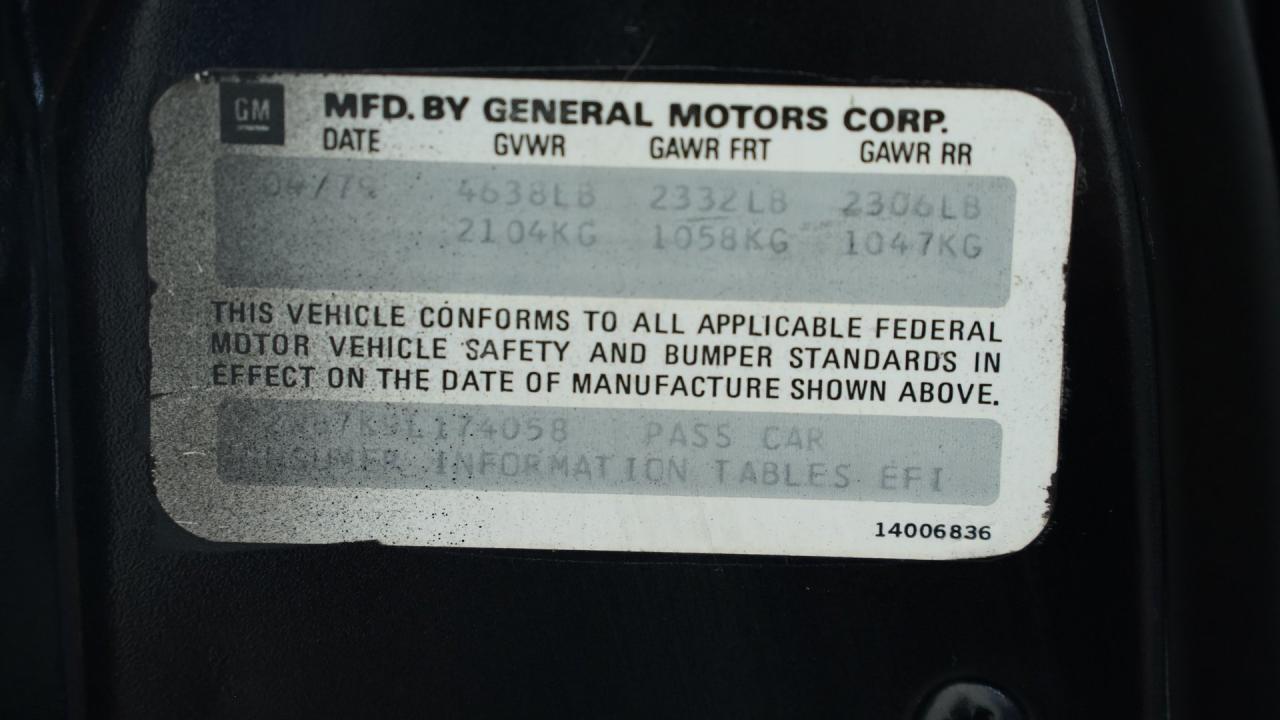 GM MFD. BY GENERAL MOTORS CORP.
DATE GVWR GAWR FRT GAWR RR
4638LB 2332LB 2306LB
2104KG 1058KG 1047KG
THIS VEHICLE CONFORMS TO ALL APPLICABLE FEDERAL
MOTOR VEHICLE SAFETY AND BUMPER STANDARDS IN
EFFECT ON THE DATE OF MANUFACTURE SHOWN ABOVE.
PASS CAR
INFORMATION TABLES EFI
14006836